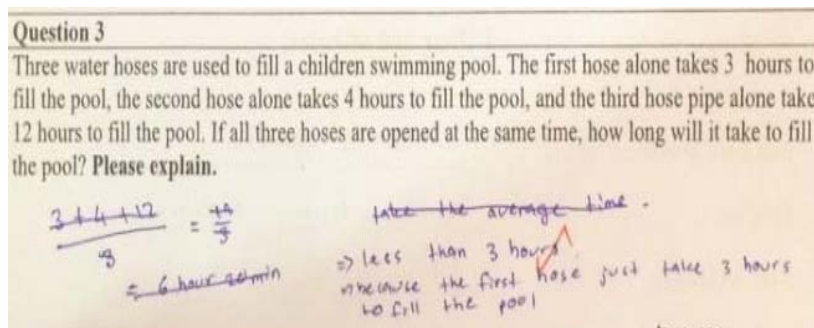 Question 3
Three water hoses are used to fill a children swimming pool. The first hose alone takes 3 hours to
fill the pool, the second hose alone takes 4 hours to fill the pool, and the third hose pipe alone take
12 hours to fill the pool. If all three hoses are opened at the same time, how long will it take to fill
the pool? Please explain.
3+4+12
take the average time.
3
= 6 hour
=> less than 3 hours
because the first hose just take 3 hours
to fill the pool